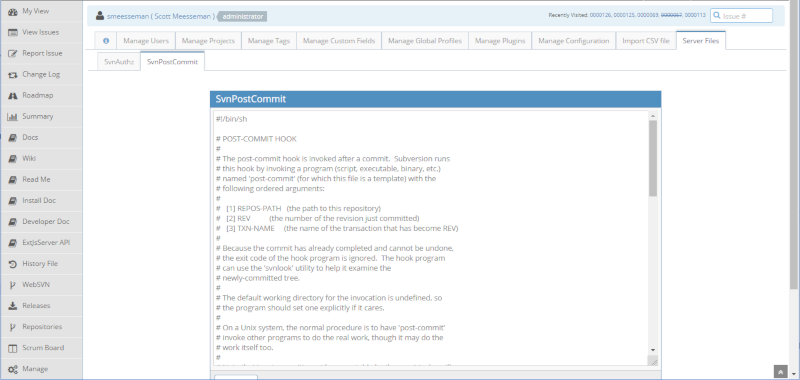 My View
View Issues
Report Issue
Change Log
Roadmap
Summary
Docs
Wiki
Read Me
Install Doc
Developer Doc
ExtJsServer API
History File
WebSVN
Releases
Repositories
Scrum Board
Manage
smeesseman ( Scott Meesseman ) administrator
Recently Visited: 0000126, 0000125, 0000369, 0000057, 0000113
Issue #
Manage Users Manage Projects Manage Tags Manage Custom Fields Manage Global Profiles Manage Plugins Manage Configuration Import CSV file Server Files
SvnAuthz SvnPostCommit
SvnPostCommit
#!/bin/sh
# POST-COMMIT HOOK
#
# The post-commit hook is invoked after a commit. Subversion runs
# this hook by invoking a program (script, executable, binary, etc.)
# named 'post-commit' (for which this file is a template) with the
# following ordered arguments:
#
# [1] REPOS-PATH (the path to this repository)
# [2] REV (the number of the revision just committed)
# [3] TXN-NAME (the name of the transaction that has become REV)
#
# Because the commit has already completed and cannot be undone,
# the exit code of the hook program is ignored. The hook program
# can use the 'svnlook' utility to help it examine the
# newly-committed tree.
#
# The default working directory for the invocation is undefined, so
# the program should set one explicitly if it cares.
#
# On a Unix system, the normal procedure is to have 'post-commit'
# invoke other programs to do the real work, though it may do the
# work itself too.
#